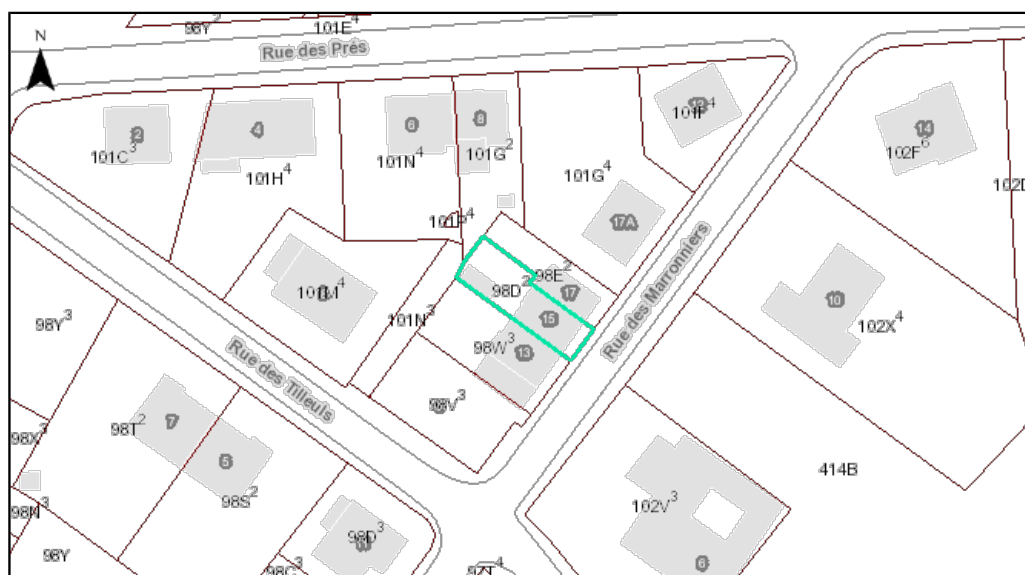 98Y²
101E⁴
N
Rue des Prés
2
4
6
8
101F⁴
14
101C³
101H⁴
101N⁴
101G²
101G⁴
102F⁶
102D
17A
101P⁴
Rue des Marronniers
98E²
98D²
17
15
10
98Y³
101N³
98W³
13
102X⁴
Rue des Tilleuls
98V³
7
98T²
98X³
5
98S²
414B
98N³
102V³
98D³
98Y
98C³
6